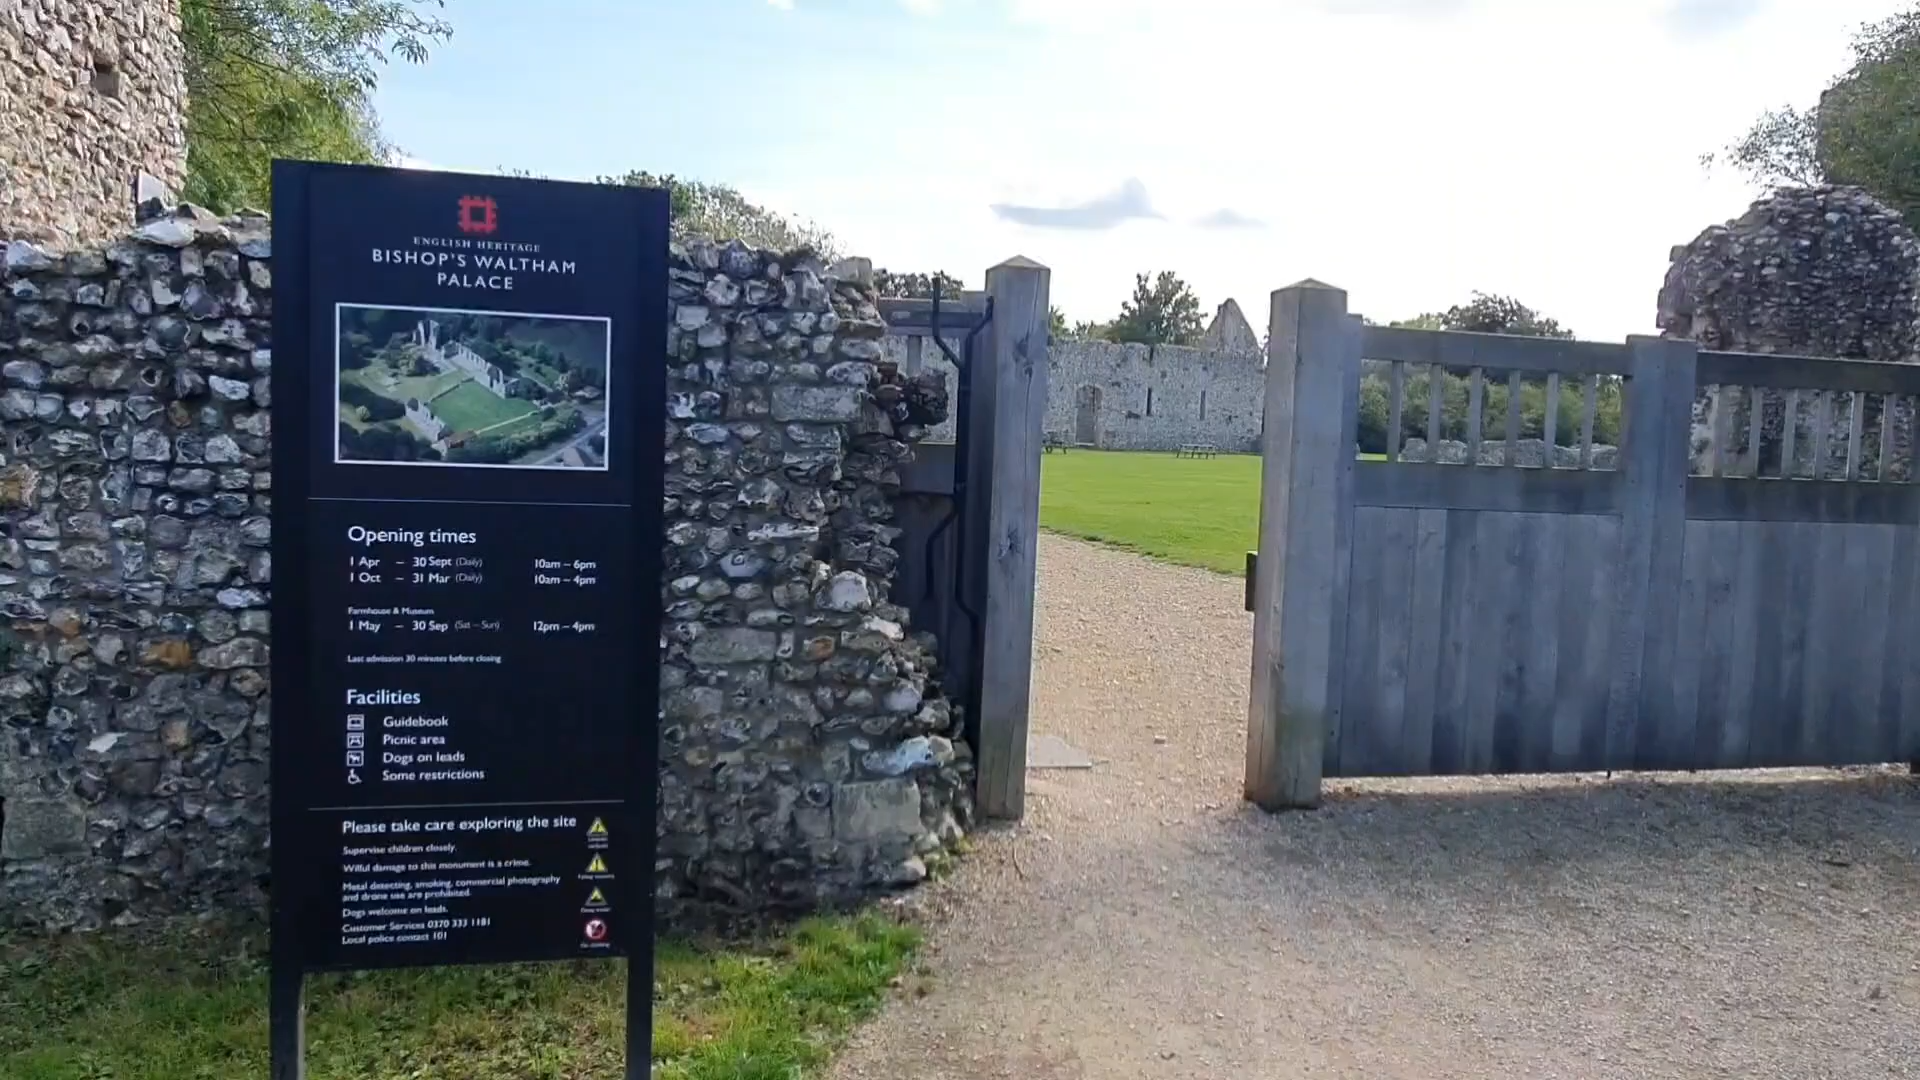 ENGLISH HERITAGE
BISHOP'S WALTHAM
PALACE
Opening times
1 Apr – 30 Sept (Daily) 10am – 6pm
1 Oct – 31 Mar (Daily) 10am – 4pm
Farmhouse & Museum
1 May – 30 Sep (Sat – Sun) 12pm – 4pm
Last admission 30 minutes before closing
Facilities
Guidebook
Picnic area
Dogs on leads
Some restrictions
Please take care exploring the site
Supervise children closely.
Wilful damage to this monument is a crime.
Metal detecting, smoking, commercial photography
and drone use are prohibited.
Dogs welcome on leads.
Customer Services 0370 333 1181
Local police contact 101